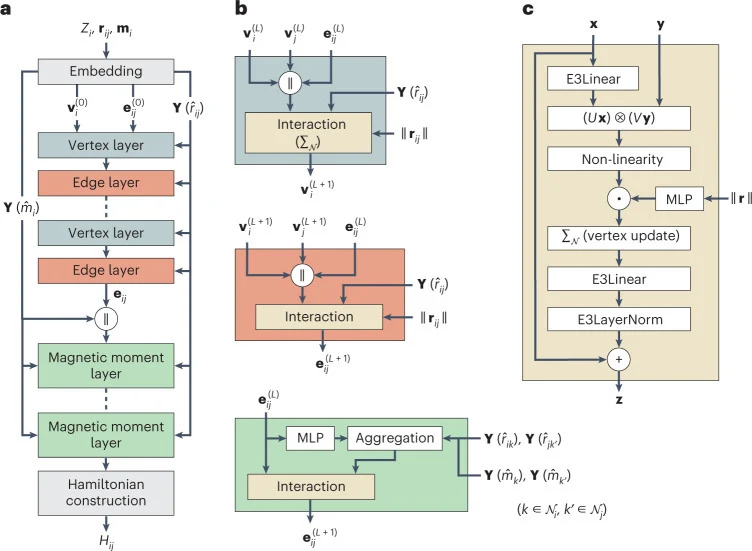 a
Z_i, r_ij, m_i
Embedding
v_i^(0) e_ij^(0) Y (r̂_ij)
Vertex layer
Edge layer
Y (m̂_i)
Vertex layer
Edge layer
e_ij
||
Magnetic moment
layer
Magnetic moment
layer
Hamiltonian
construction
H_ij
b
v_i^(L) v_j^(L) e_ij^(L)
||
Y (r̂_ij)
Interaction
(∑_𝒩)
|| r_ij ||
v_i^(L + 1)
v_i^(L + 1) v_j^(L + 1) e_ij^(L)
||
Y (r̂_ij)
Interaction
|| r_ij ||
e_ij^(L + 1)
e_ij^(L)
MLP
Aggregation
Y (r̂_ik), Y (r̂_jk′)
Interaction
Y (m̂_k), Y (m̂_k′)
(k ∈ 𝒩_i, k′ ∈ 𝒩_j)
e_ij^(L + 1)
c
x y
E3Linear
(Ux) ⊗ (Vy)
Non-linearity
·
MLP
|| r ||
∑_𝒩 (vertex update)
E3Linear
E3LayerNorm
+
z